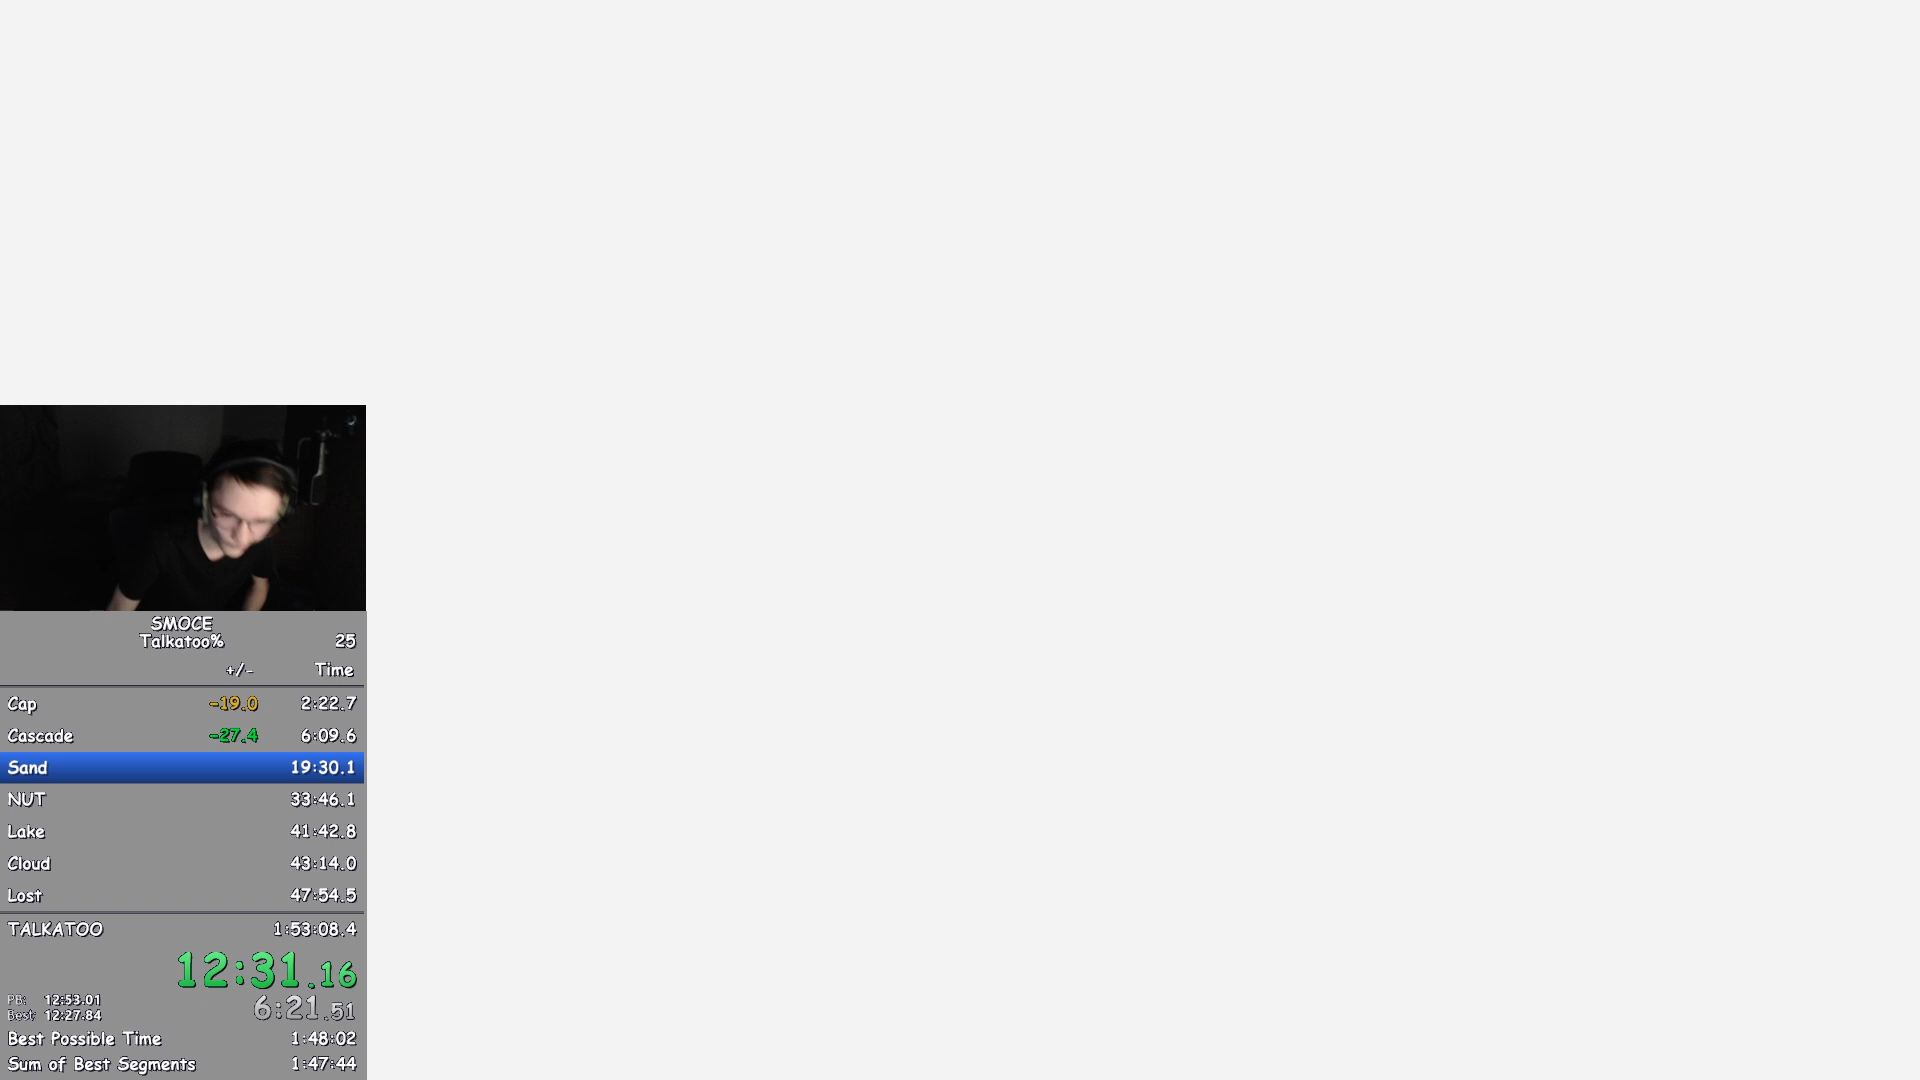 SMOCE
Talkatoo% 25
+/- Time
Cap -19.0 2:22.7
Cascade -27.4 6:09.6
Sand 19:30.1
NUT 33:46.1
Lake 41:42.8
Cloud 43:14.0
Lost 47:54.5
TALKATOO 1:53:08.4
12:31.16
PB: 12:53.01
Best: 12:27.84
6:21.51
Best Possible Time 1:48:02
Sum of Best Segments 1:47:44